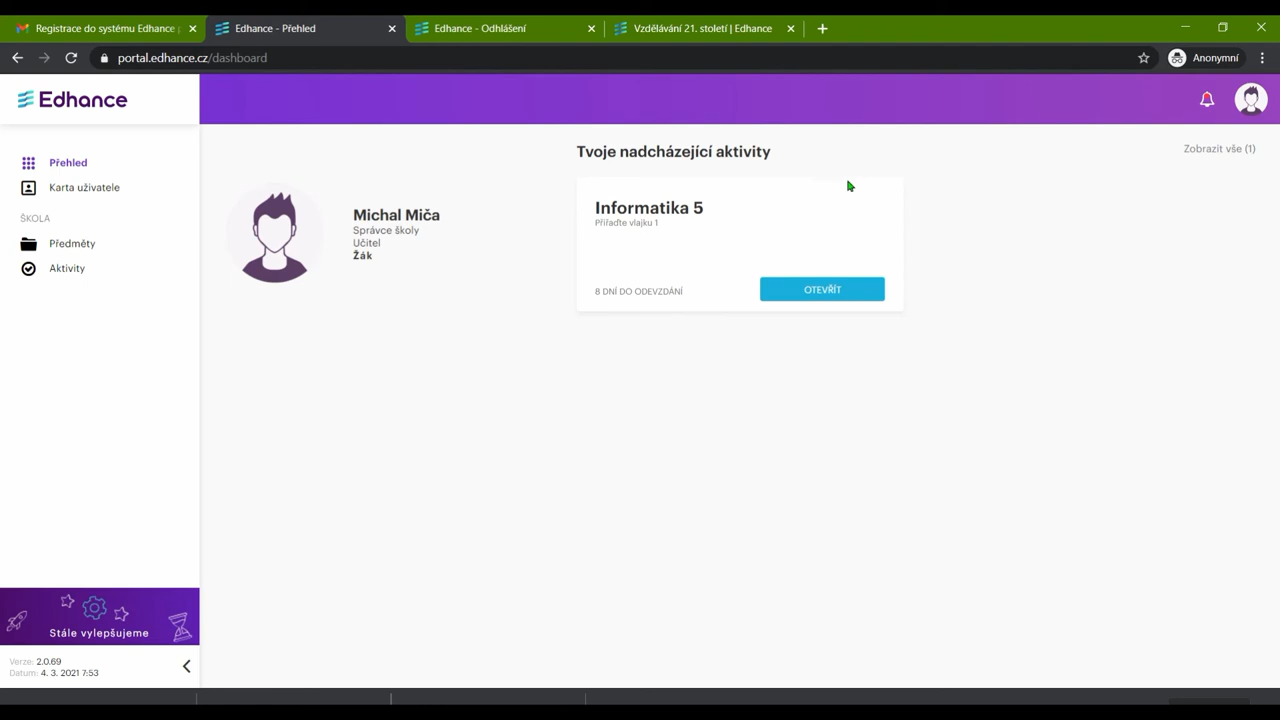 Registrace do systému Edhance
Edhance - Přehled
Edhance - Odhlášení
Vzdělávání 21. století | Edhance
portal.edhance.cz/dashboard
Anonymní
Edhance
Přehled
Karta uživatele
ŠKOLA
Předměty
Aktivity
Michal Miča
Správce školy
Učitel
Žák
Tvoje nadcházející aktivity
Zobrazit vše (1)
Informatika 5
Přiřaďte vlajku 1
8 DNÍ DO ODEVZDÁNÍ
OTEVŘÍT
Stále vylepšujeme
Verze: 2.0.69
Datum: 4. 3. 2021 7:53